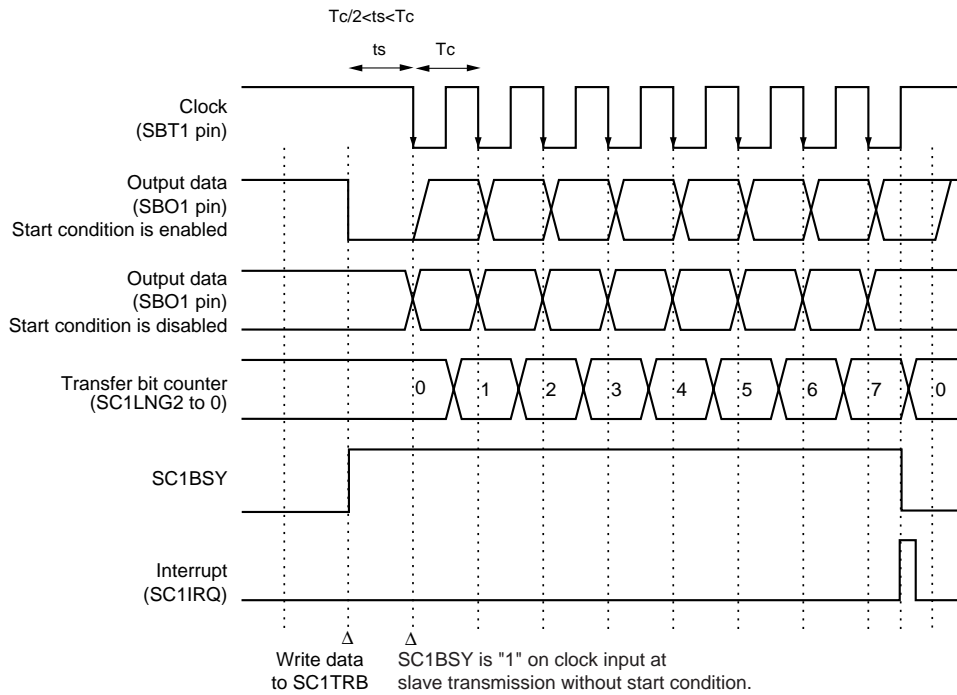 Tc/2<ts<Tc
ts
Tc
Clock
(SBT1 pin)
Output data
(SBO1 pin)
Start condition is enabled
Output data
(SBO1 pin)
Start condition is disabled
Transfer bit counter
(SC1LNG2 to 0)
0 1 2 3 4 5 6 7 0
SC1BSY
Interrupt
(SC1IRQ)
Δ Δ
Write data
to SC1TRB
SC1BSY is "1" on clock input at
slave transmission without start condition.